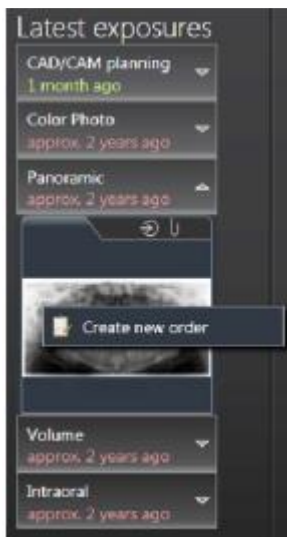 Latest exposures
CAD/CAM planning
1 month ago
Color Photo
approx. 2 years ago
Panoramic
approx. 2 years ago
Create new order
Volume
approx. 2 years ago
Intraoral
approx. 2 years ago